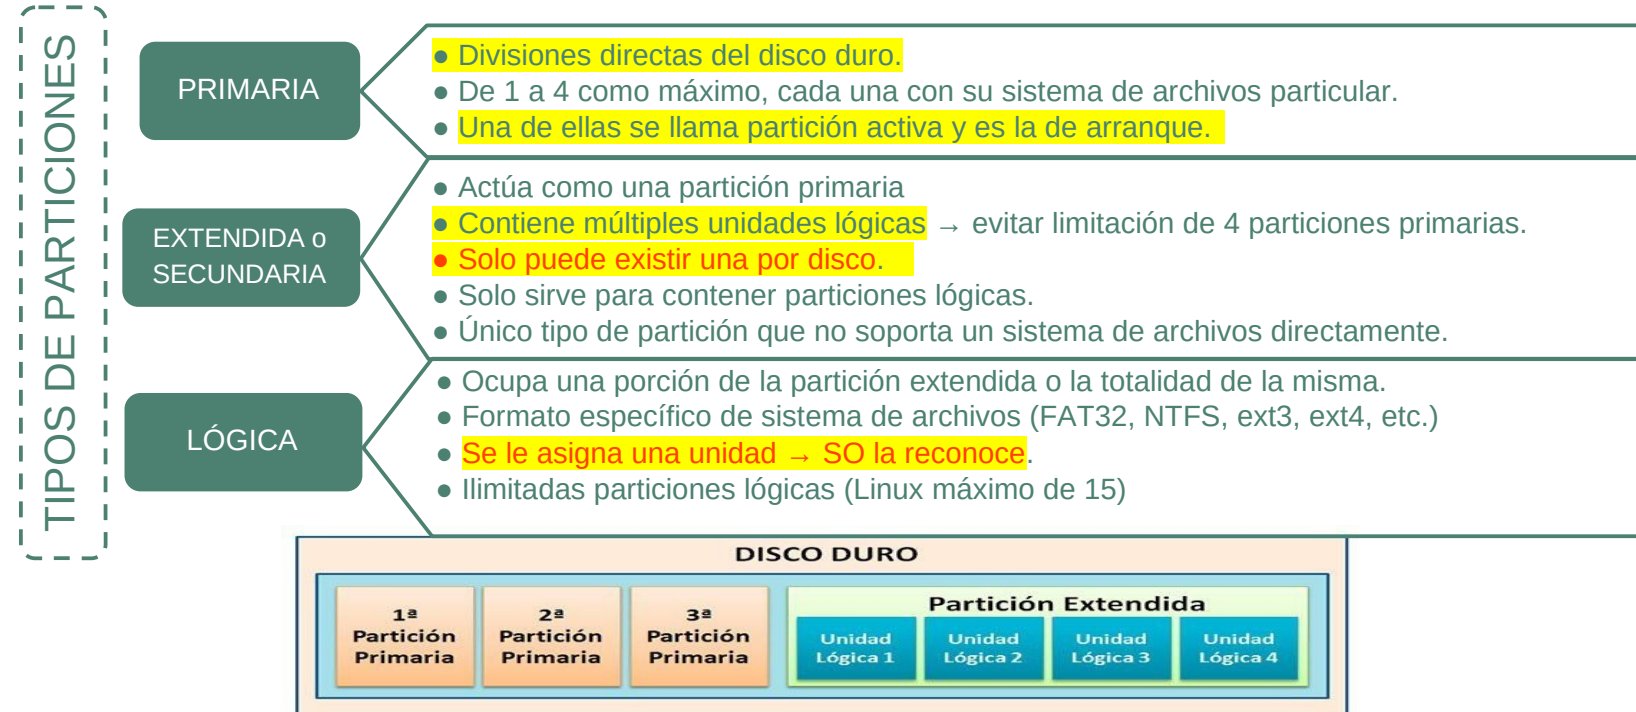 TIPOS DE PARTICIONES
PRIMARIA
● Divisiones directas del disco duro.
● De 1 a 4 como máximo, cada una con su sistema de archivos particular.
● Una de ellas se llama partición activa y es la de arranque.
EXTENDIDA o
SECUNDARIA
● Actúa como una partición primaria
● Contiene múltiples unidades lógicas → evitar limitación de 4 particiones primarias.
● Solo puede existir una por disco.
● Solo sirve para contener particiones lógicas.
● Único tipo de partición que no soporta un sistema de archivos directamente.
LÓGICA
● Ocupa una porción de la partición extendida o la totalidad de la misma.
● Formato específico de sistema de archivos (FAT32, NTFS, ext3, ext4, etc.)
● Se le asigna una unidad → SO la reconoce.
● Ilimitadas particiones lógicas (Linux máximo de 15)
DISCO DURO
1ª
Partición
Primaria
2ª
Partición
Primaria
3ª
Partición
Primaria
Partición Extendida
Unidad
Lógica 1
Unidad
Lógica 2
Unidad
Lógica 3
Unidad
Lógica 4